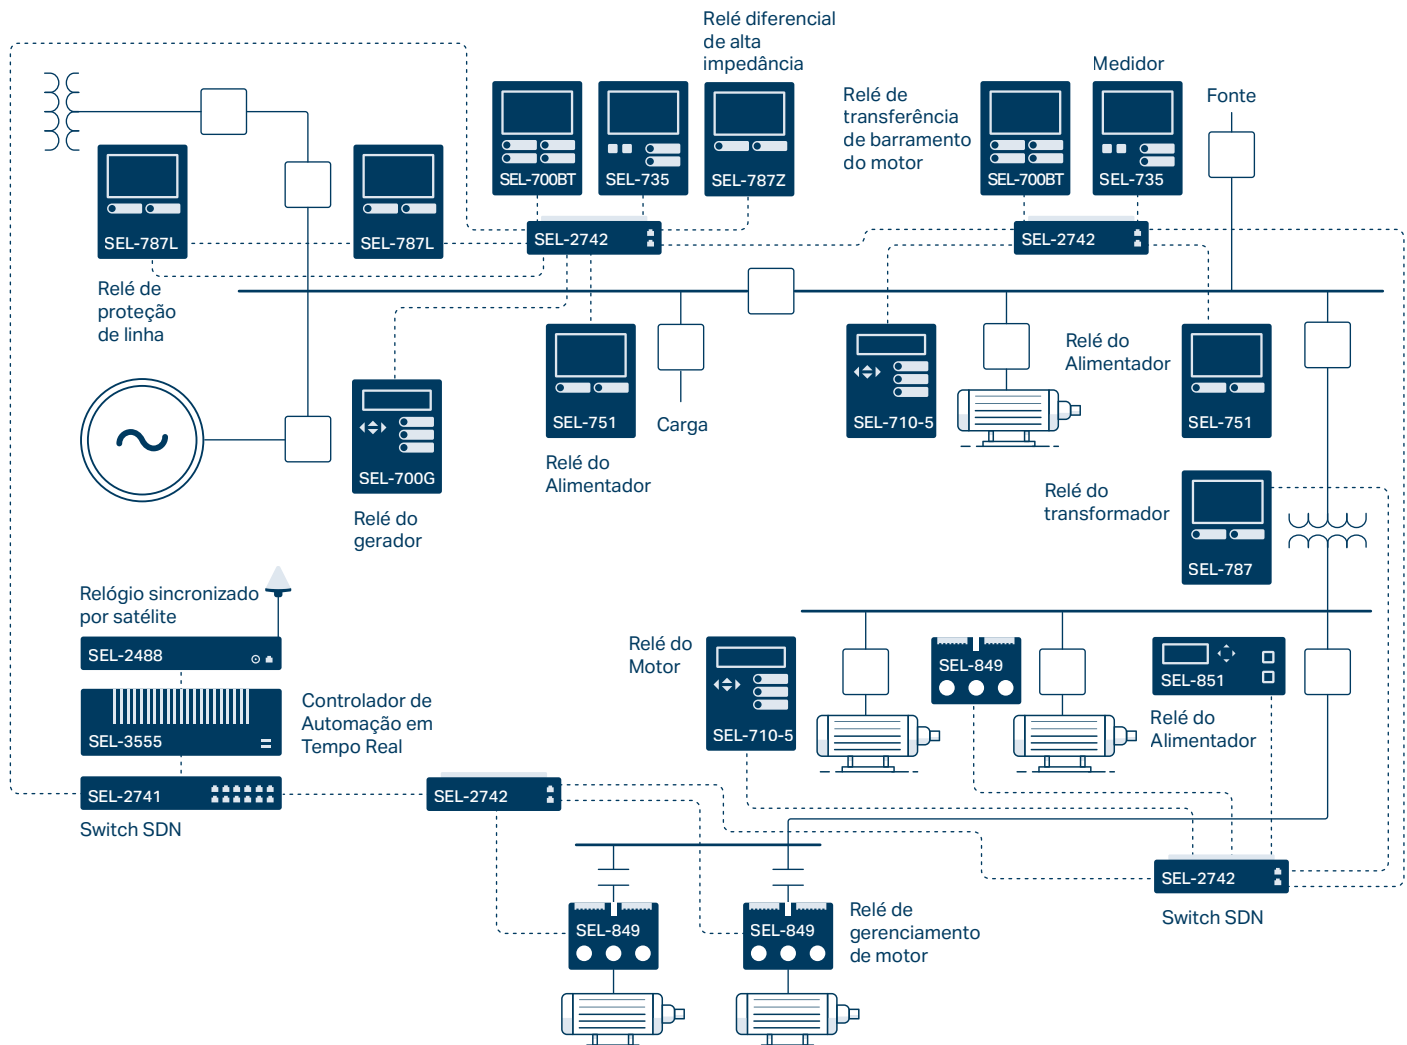 Relé diferencial
de alta
impedância
Medidor
Relé de
transferência
de barramento
do motor
Fonte
SEL-700BT
SEL-735
SEL-787Z
SEL-700BT
SEL-735
SEL-787L
SEL-787L
SEL-2742
SEL-2742
Relé de
proteção
de linha
Relé do
Alimentador
SEL-751
Carga
SEL-710-5
SEL-751
SEL-700G
Relé do
Alimentador
Relé do
gerador
Relé do
transformador
SEL-787
Relógio sincronizado
por satélite
SEL-2488
Relé do
Motor
SEL-849
SEL-851
Controlador de
Automação em
Tempo Real
SEL-3555
SEL-710-5
Relé do
Alimentador
SEL-2741
SEL-2742
Switch SDN
SEL-2742
Switch SDN
SEL-849
SEL-849
Relé de
gerenciamento
de motor